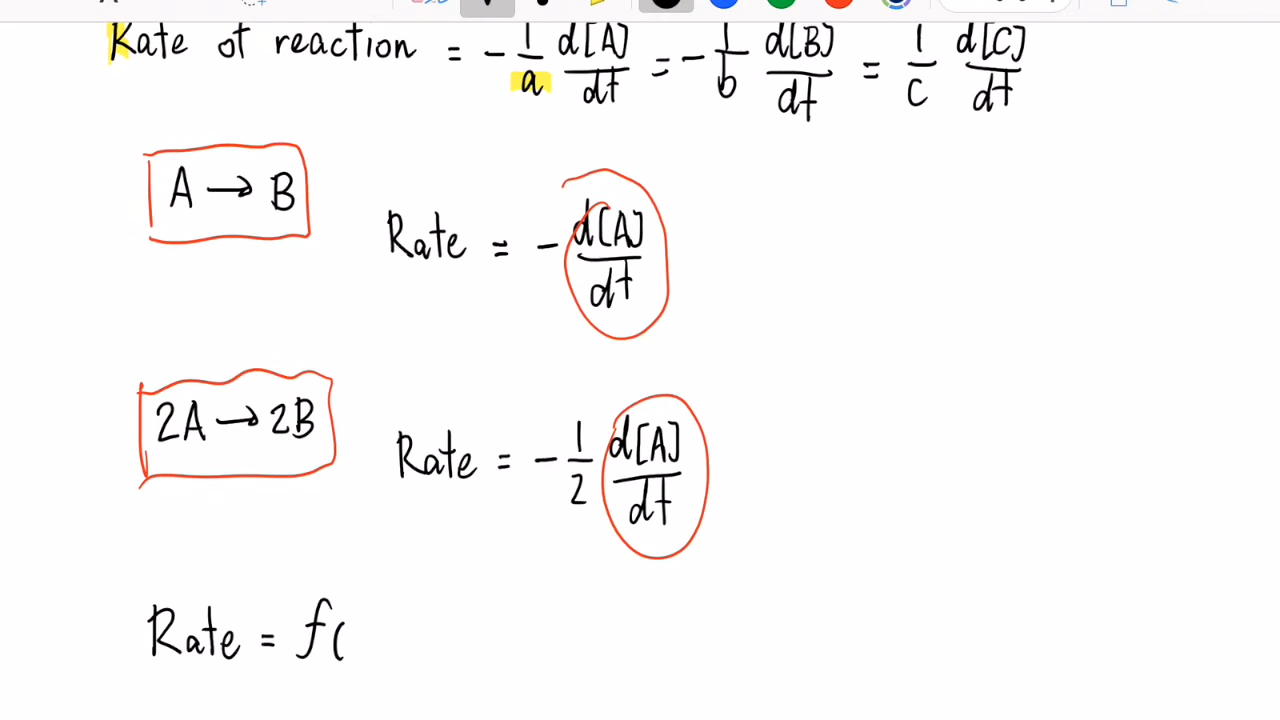 Rate of reaction = - 1/a d[A]/dt = - 1/b d[B]/dt = 1/c d[C]/dt
A → B
Rate = - d[A]/dt
2A → 2B
Rate = - 1/2 d[A]/dt
Rate = f(